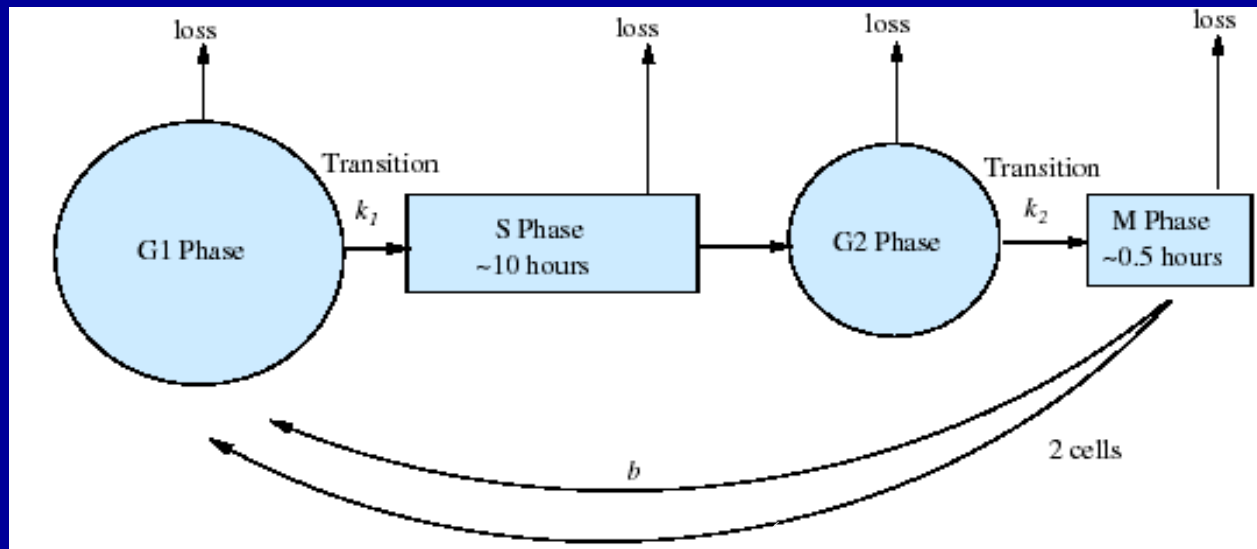 loss
loss
loss
loss
Transition
k1
G1 Phase
S Phase
~10 hours
G2 Phase
Transition
k2
M Phase
~0.5 hours
b
2 cells